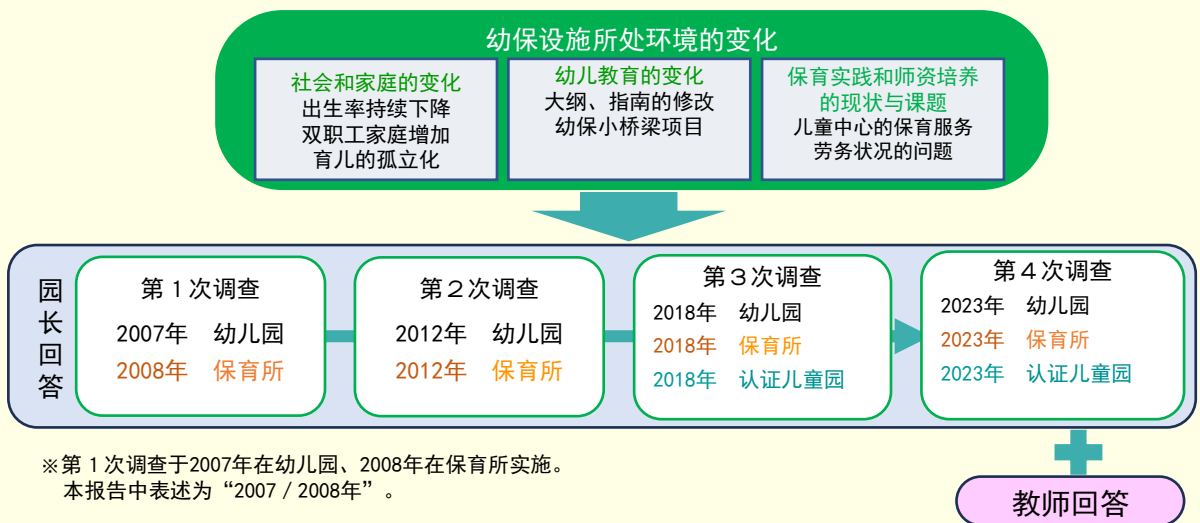 幼保设施所处环境的变化
社会和家庭的变化
出生率持续下降
双职工家庭增加
育儿的孤立化
幼儿教育的变化
大纲、指南的修改
幼保小桥梁项目
保育实践和师资培养
的现状与课题
儿童中心的保育服务
劳务状况的问题
园长回答
第１次调查
2007年 幼儿园
2008年 保育所
第２次调查
2012年 幼儿园
2012年 保育所
第３次调查
2018年 幼儿园
2018年 保育所
2018年 认证儿童园
第４次调查
2023年 幼儿园
2023年 保育所
2023年 认证儿童园
※第１次调查于2007年在幼儿园、2008年在保育所实施。
本报告中表述为“2007／2008年”。
教师回答